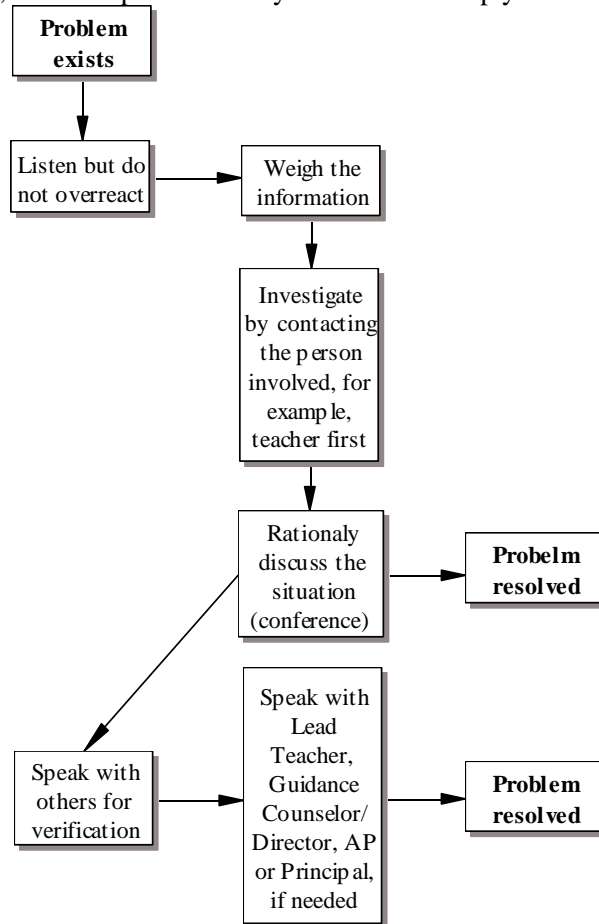 Problem
exists
Listen but do
not overreact
Weigh the
information
Investigate
by contacting
the person
involved, for
example,
teacher first
Rationaly
discuss the
situation
(conference)
Probelm
resolved
Speak with
others for
verification
Speak with
Lead
Teacher,
Guidance
Counselor/
Director, AP
or Principal,
if needed
Problem
resolved